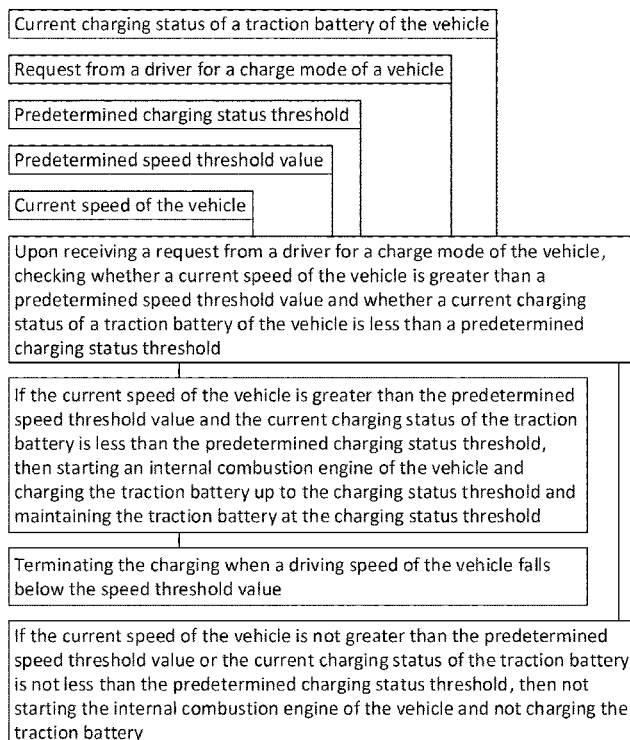 Current charging status of a traction battery of the vehicle
Request from a driver for a charge mode of a vehicle
Predetermined charging status threshold
Predetermined speed threshold value
Current speed of the vehicle
Upon receiving a request from a driver for a charge mode of the vehicle,
checking whether a current speed of the vehicle is greater than a
predetermined speed threshold value and whether a current charging
status of a traction battery of the vehicle is less than a predetermined
charging status threshold
If the current speed of the vehicle is greater than the predetermined
speed threshold value and the current charging status of the traction
battery is less than the predetermined charging status threshold,
then starting an internal combustion engine of the vehicle and
charging the traction battery up to the charging status threshold and
maintaining the traction battery at the charging status threshold
Terminating the charging when a driving speed of the vehicle falls
below the speed threshold value
If the current speed of the vehicle is not greater than the predetermined
speed threshold value or the current charging status of the traction battery
is not less than the predetermined charging status threshold, then not
starting the internal combustion engine of the vehicle and not charging the
traction battery